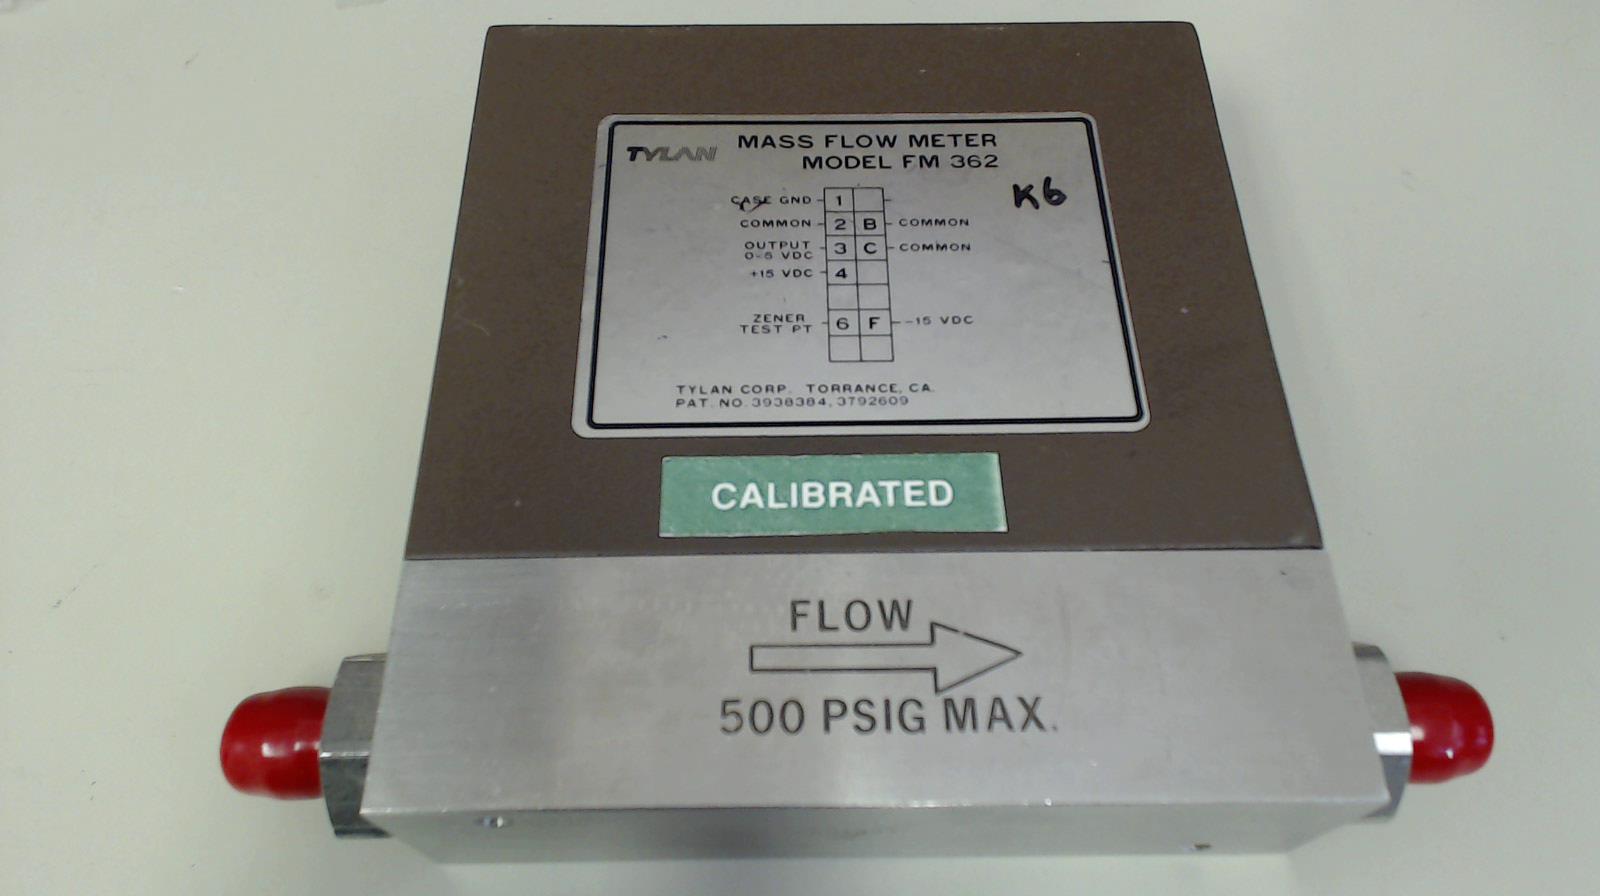 TYLAN
MASS FLOW METER
MODEL FM 362
K6
CASE GND 1
COMMON 2 B COMMON
OUTPUT
0-5 VDC 3 C COMMON
+15 VDC 4
ZENER
TEST PT 6 F -15 VDC
TYLAN CORP. TORRANCE, CA.
PAT. NO. 3938384, 3792609
CALIBRATED
FLOW
500 PSIG MAX.